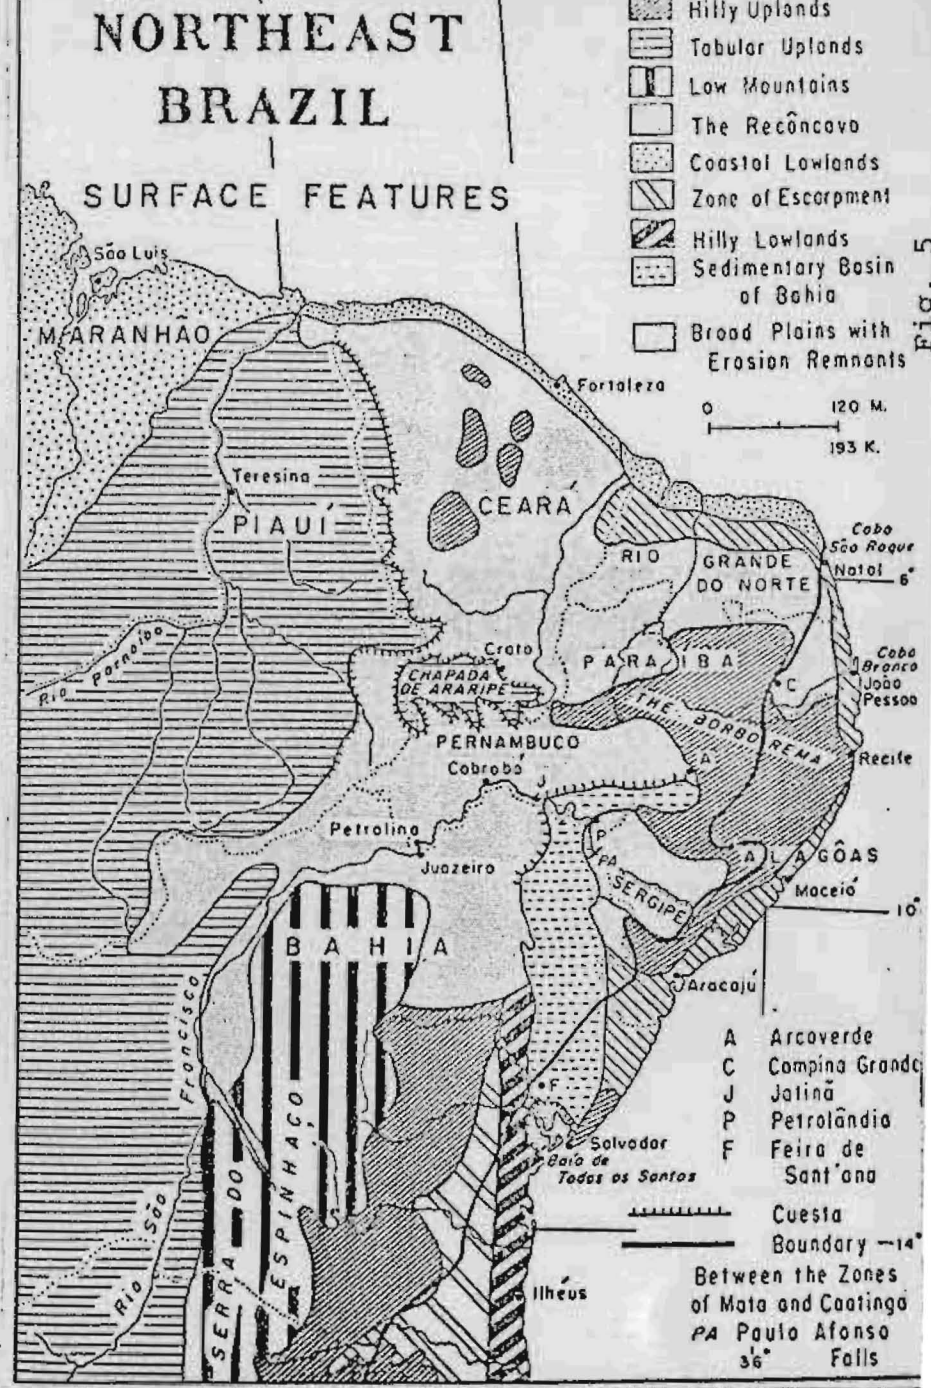 NORTHEAST
BRAZIL
SURFACE FEATURES
Hilly Uplands
Tabular Uplands
Low Mountains
The Recôncavo
Coastal Lowlands
Zone of Escarpment
Hilly Lowlands
Sedimentary Basin
of Bahia
Broad Plains with
Erosion Remnants
Fig. 5
0 120 M.
193 K.
São Luis
MARANHÃO
Fortaleza
Teresina
PIAUÍ
CEARÁ
Cabo
São Roque
Natal
6°
RIO GRANDE
DO NORTE
Rio Parnaíba
Crato
CHAPADA
DE ARARIPE
PARAÍBA
C
Cabo
Branco
João
Pessoa
THE BORBOREMA
PERNAMBUCO
A
Recife
Cabrobó
J
Petrolina
Juazeiro
P
PA
ALAGÔAS
SERGIPE
Maceió
10°
BAHIA
Francisco
Aracajú
A Arcoverde
C Campina Grande
J Jatinã
P Petrolândia
F Feira de
Sant'ana
F
Salvador
Baía de
Todos os Santos
Cuesta
Boundary —14°
Between the Zones
of Mata and Caatinga
PA Paulo Afonso
Falls
36°
Rio São
SERRA DO
ESPINHAÇO
Ilhéus